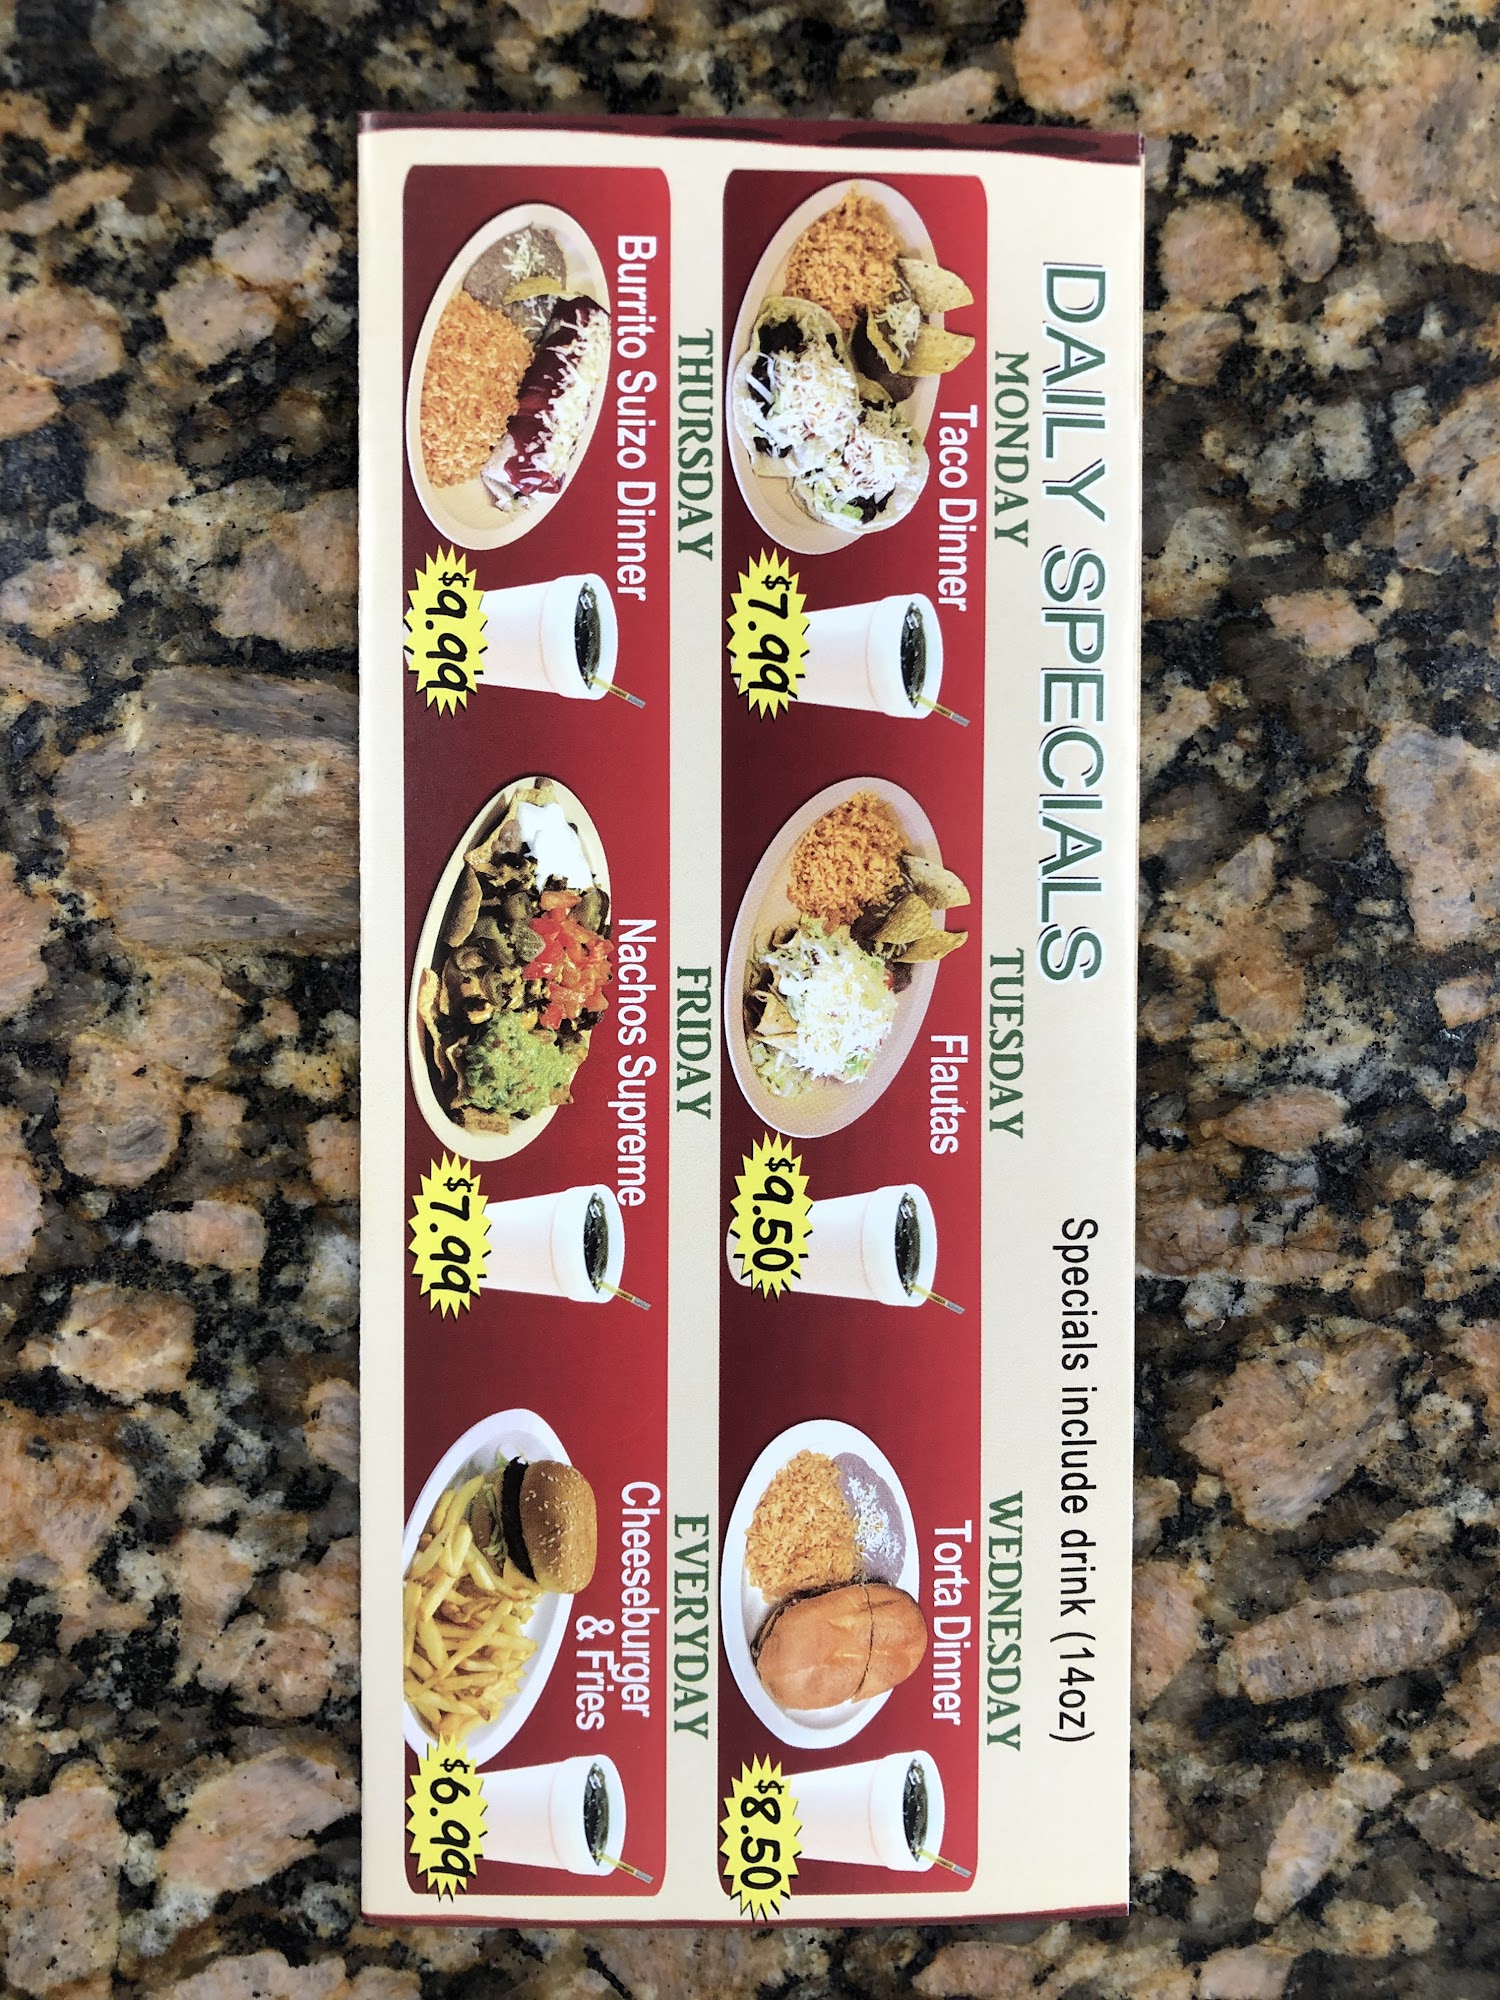 DAILY SPECIALS
Specials include drink (14oz)
MONDAY
Taco Dinner
$7.99
TUESDAY
Flautas
$9.50
WEDNESDAY
Torta Dinner
$8.50
THURSDAY
Burrito Suizo Dinner
$9.99
FRIDAY
Nachos Supreme
$7.99
EVERYDAY
Cheeseburger
& Fries
$6.99